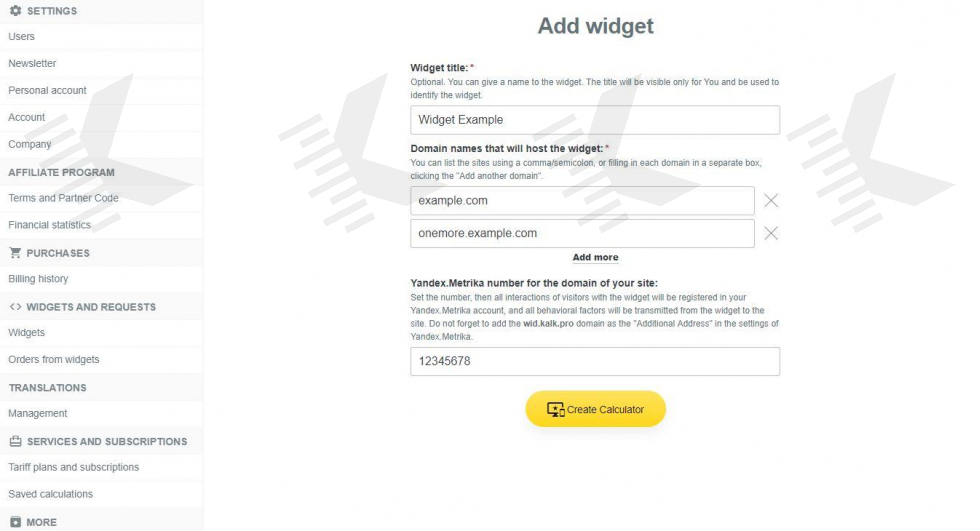 SETTINGS
Users
Newsletter
Personal account
Account
Company
AFFILIATE PROGRAM
Terms and Partner Code
Financial statistics
PURCHASES
Billing history
<> WIDGETS AND REQUESTS
Widgets
Orders from widgets
TRANSLATIONS
Management
SERVICES AND SUBSCRIPTIONS
Tariff plans and subscriptions
Saved calculations
MORE
Add widget
Widget title:*
Optional. You can give a name to the widget. The title will be visible only for You and be used to
identify the widget.
Widget Example
Domain names that will host the widget:*
You can list the sites using a comma/semicolon, or filling in each domain in a separate box,
clicking the "Add another domain".
example.com
onemore.example.com
Add more
Yandex.Metrika number for the domain of your site:
Set the number, then all interactions of visitors with the widget will be registered in your
Yandex.Metrika account, and all behavioral factors will be transmitted from the widget to the
site. Do not forget to add the wid.kalk.pro domain as the "Additional Address" in the settings of
Yandex.Metrika.
12345678
Create Calculator